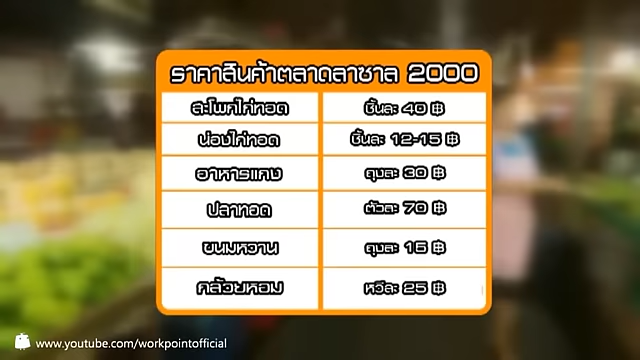 ราคาสินค้าตลาดลาซาล 2000
สะโพกไก่ทอด ชิ้นละ 40 ฿
น่องไก่ทอด ชิ้นละ 12-15 ฿
อาหารแกง ถุงละ 30 ฿
ปลาทอด ตัวละ 70 ฿
ขนมหวาน ถุงละ 15 ฿
กล้วยหอม หวีละ 25 ฿
www.youtube.com/workpointofficial